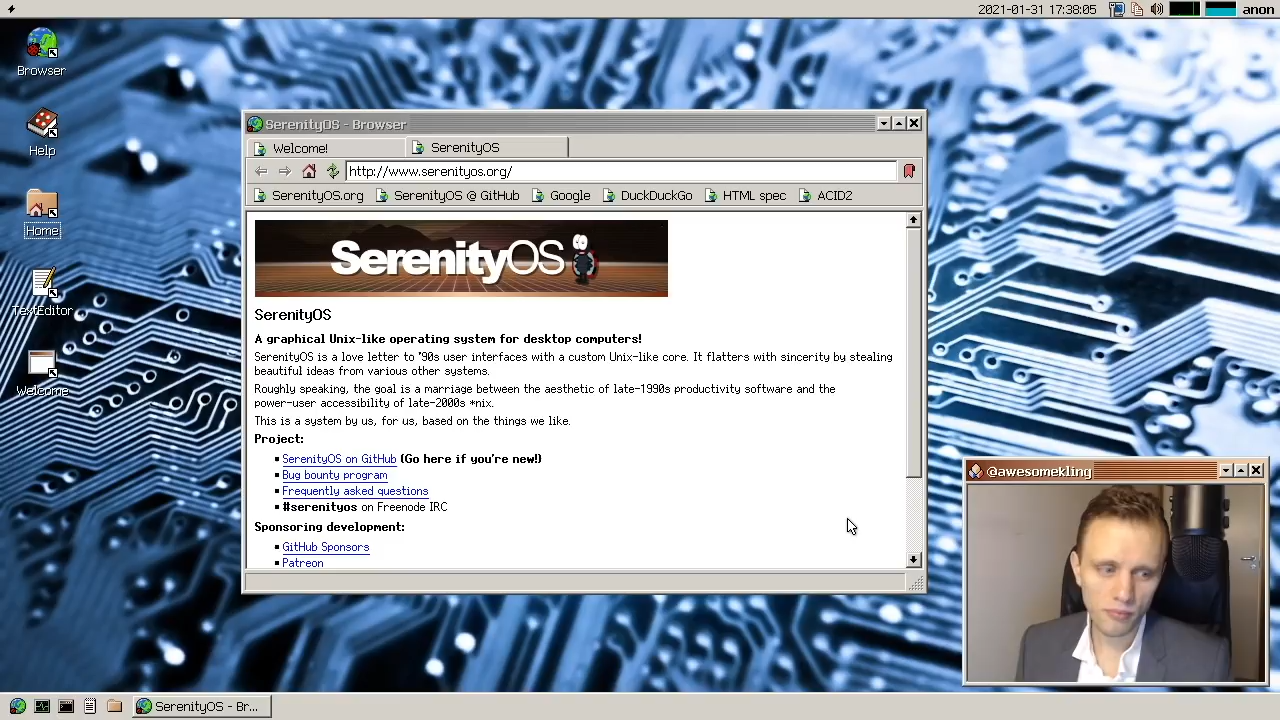 2021-01-31 17:38:05
anon
Browser
Help
Home
TextEditor
Welcome
SerenityOS - Browser
Welcome!
SerenityOS
http://www.serenityos.org/
SerenityOS.org
SerenityOS @ GitHub
Google
DuckDuckGo
HTML spec
ACID2
SerenityOS
SerenityOS
A graphical Unix-like operating system for desktop computers!
SerenityOS is a love letter to '90s user interfaces with a custom Unix-like core. It flatters with sincerity by stealing
beautiful ideas from various other systems.
Roughly speaking, the goal is a marriage between the aesthetic of late-1990s productivity software and the
power-user accessibility of late-2000s *nix.
This is a system by us, for us, based on the things we like.
Project:
SerenityOS on GitHub (Go here if you're new!)
Bug bounty program
Frequently asked questions
#serenityos on Freenode IRC
Sponsoring development:
GitHub Sponsors
Patreon
@awesomekling
SerenityOS - Br...